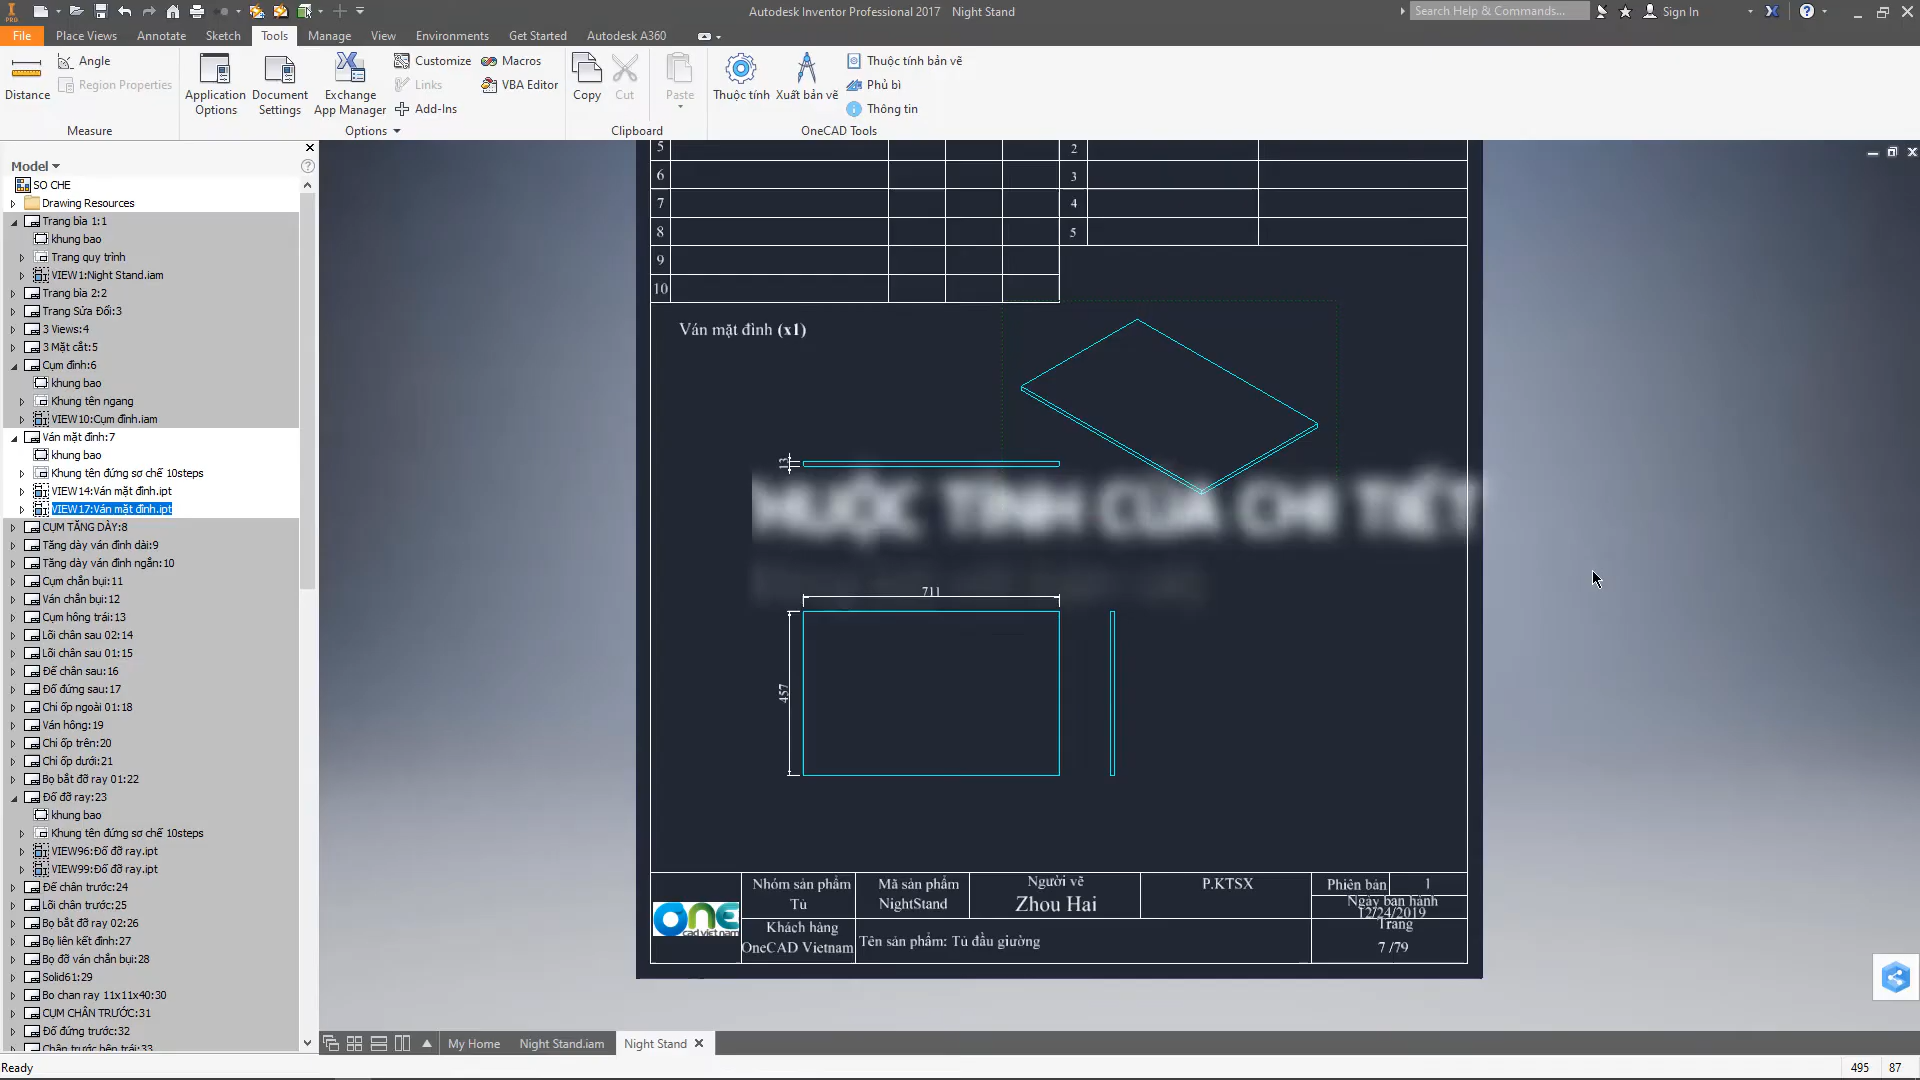 Autodesk Inventor Professional 2017 Night Stand
Search Help & Commands...
Sign In
File
Place Views
Annotate
Sketch
Tools
Manage
View
Environments
Get Started
Autodesk A360
Distance
Angle
Region Properties
Measure
Application Options
Document Settings
Exchange App Manager
Customize
Links
Add-Ins
Macros
VBA Editor
Options
Copy
Cut
Paste
Clipboard
Thuộc tính
Xuất bản vẽ
Thuộc tính bản vẽ
Phủ bì
Thông tin
OneCAD Tools
Model
SO CHE
Drawing Resources
Trang bìa 1:1
khung bao
Trang quy trình
VIEW1:Night Stand.iam
Trang bìa 2:2
Trang Sửa Đổi:3
3 Views:4
3 Mặt cắt:5
Cụm đỉnh:6
khung bao
Khung tên ngang
VIEW10:Cụm đỉnh.iam
Ván mặt đỉnh:7
khung bao
Khung tên đứng sơ chế 10steps
VIEW14:Ván mặt đỉnh.ipt
VIEW17:Ván mặt đỉnh.ipt
CỤM TĂNG DÀY:8
Tăng dày ván đỉnh dài:9
Tăng dày ván đỉnh ngắn:10
Cụm chắn bụi:11
Ván chắn bụi:12
Cụm hông trái:13
Lõi chân sau 02:14
Lõi chân sau 01:15
Đế chân sau:16
Đố đứng sau:17
Chỉ ốp ngoài 01:18
Ván hông:19
Chỉ ốp trên:20
Chỉ ốp dưới:21
Bọ bắt đỡ ray 01:22
Đố đỡ ray:23
khung bao
Khung tên đứng sơ chế 10steps
VIEW96:Đố đỡ ray.ipt
VIEW99:Đố đỡ ray.ipt
Đế chân trước:24
Lõi chân trước:25
Bọ bắt đỡ ray 02:26
Bọ liên kết đỉnh:27
Bọ đỡ ván chắn bụi:28
Solid61:29
Bo chan ray 11x11x40:30
CỤM CHÂN TRƯỚC:31
Đố đứng trước:32
Chân trước bên trái:33
5 2
6 3
7 4
8 5
9
10
Ván mặt đỉnh (x1)
13
HUỘC TÍNH CỦA CHI TIẾT
711
457
Nhóm sản phẩm
Tủ
Mã sản phẩm
NightStand
Người vẽ
Zhou Hai
P.KTSX
Phiên bản 1
Ngày ban hành
12/24/2019
Khách hàng
OneCAD Vietnam
Tên sản phẩm: Tủ đầu giường
Trang
7 /79
one
cad việt nam
My Home
Night Stand.iam
Night Stand
Ready
495 87